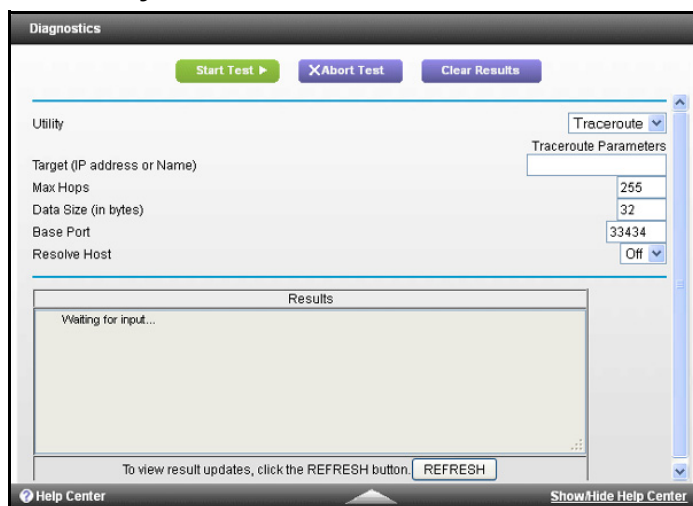 Diagnostics
Start Test
XAbort Test
Clear Results
Utility
Traceroute
Traceroute Parameters
Target (IP address or Name)
Max Hops
255
Data Size (in bytes)
32
Base Port
33434
Resolve Host
Off
Results
Waiting for input...
To view result updates, click the REFRESH button.
REFRESH
? Help Center
Show/Hide Help Center